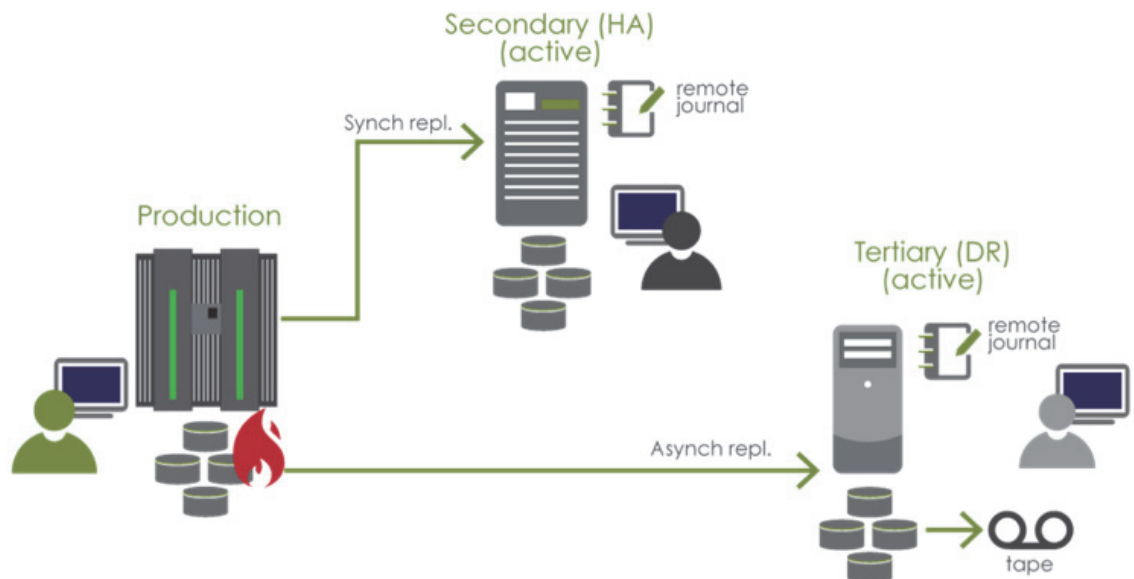 Secondary (HA)
(active)
remote
journal
Synch repl.
Production
Tertiary (DR)
(active)
remote
journal
Asynch repl.
tape